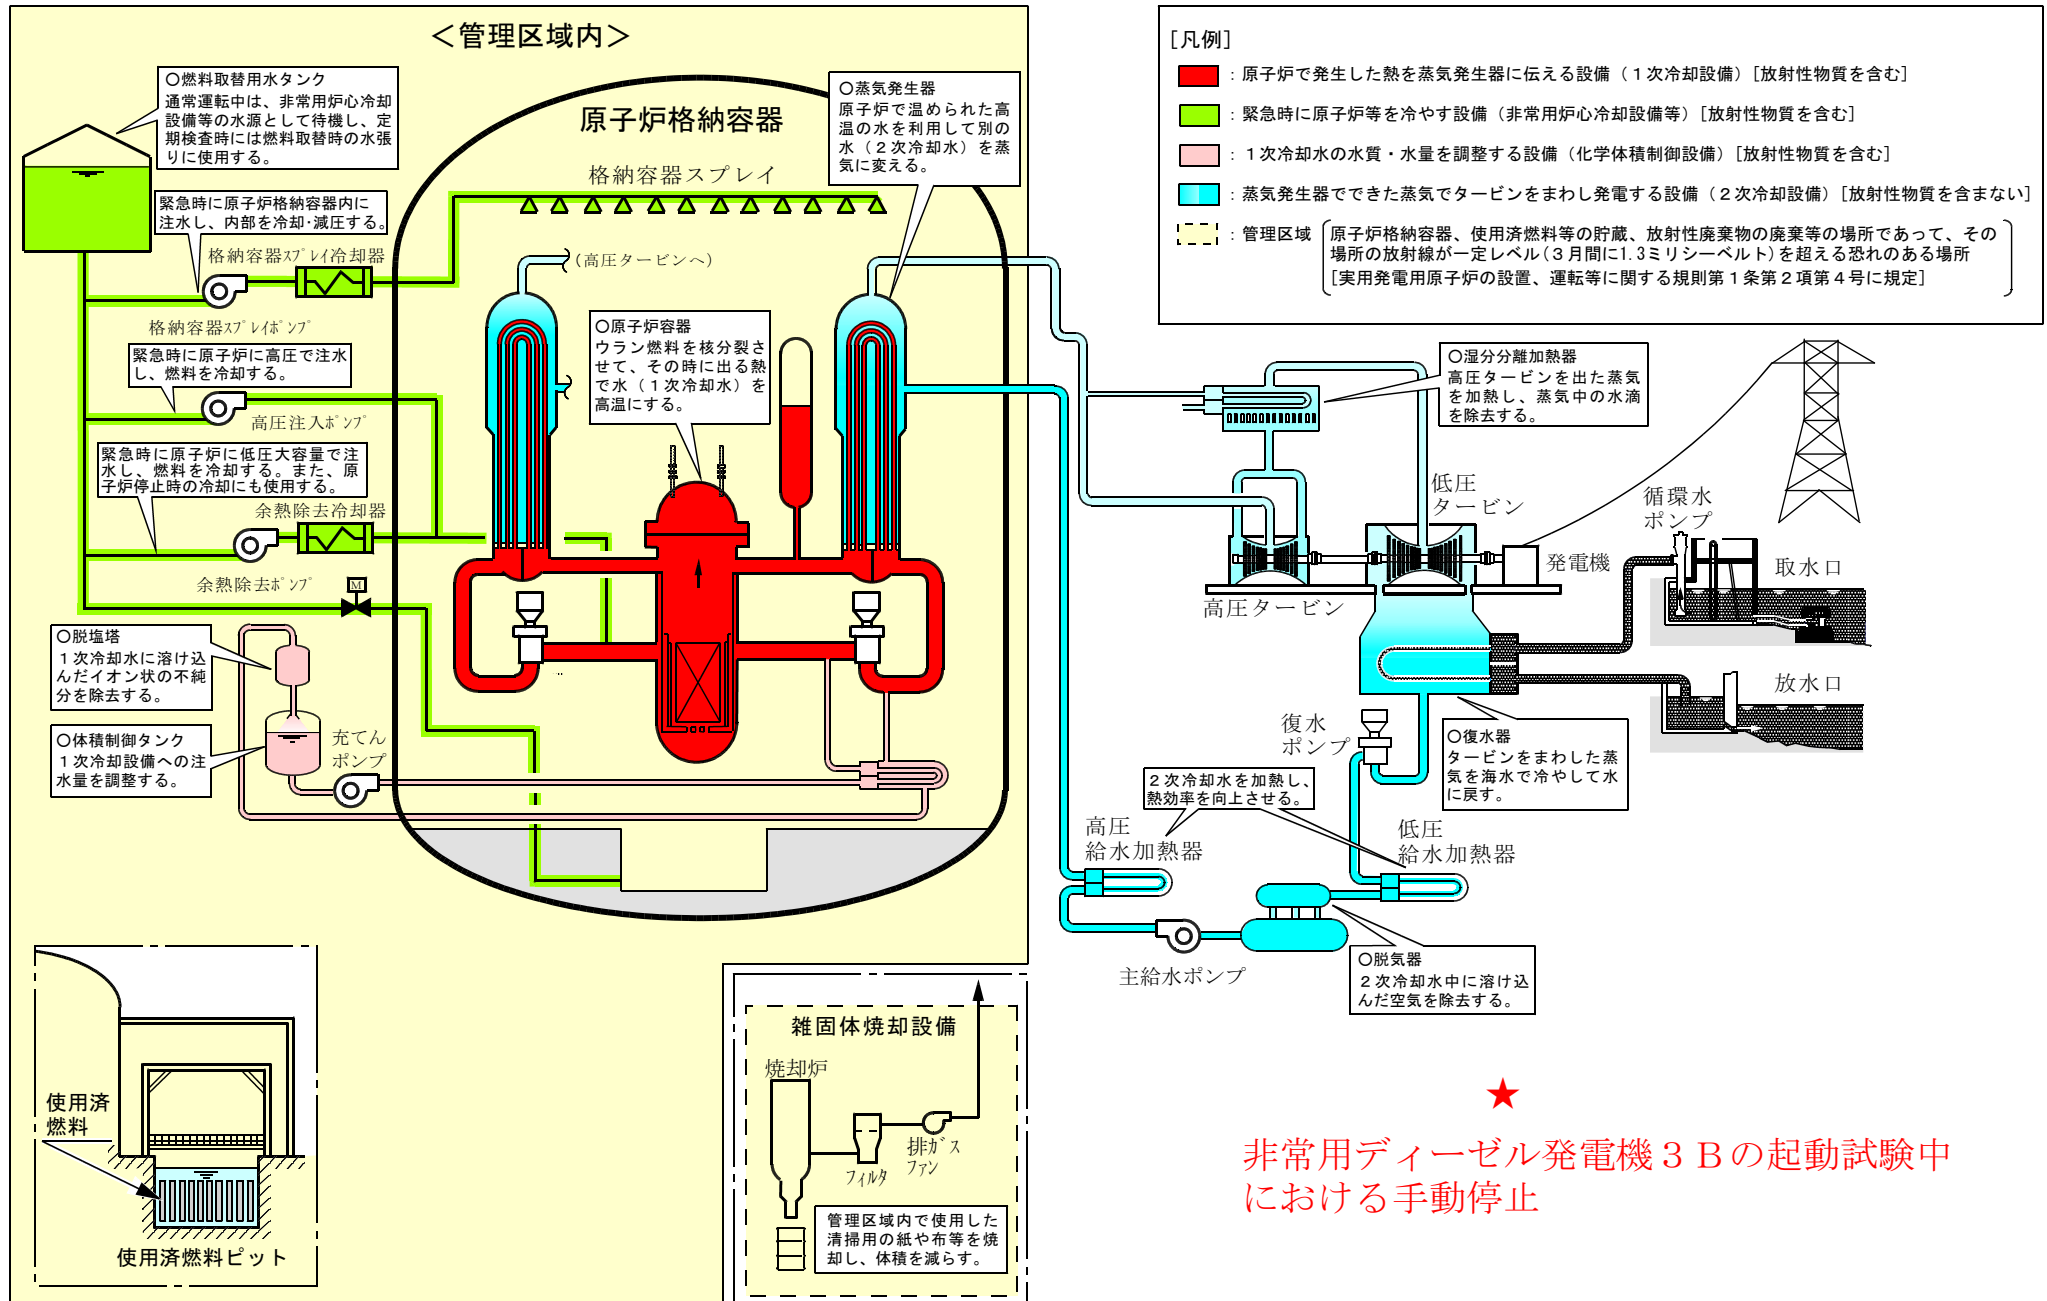 ＜管理区域内＞
○燃料取替用水タンク
通常運転中は、非常用炉心冷却
設備等の水源として待機し、定
期検査時には燃料取替時の水張
りに使用する。
原子炉格納容器
○蒸気発生器
原子炉で温められた高
温の水を利用して別の
水（２次冷却水）を蒸
気に変える。
格納容器スプレイ
緊急時に原子炉格納容器内に
注水し、内部を冷却･減圧する。
格納容器ｽﾌﾟﾚｲ冷却器
（高圧タービンへ）
格納容器ｽﾌﾟﾚｲﾎﾟﾝﾌﾟ
○原子炉容器
ウラン燃料を核分裂さ
せて、その時に出る熱
で水（１次冷却水）を
高温にする。
緊急時に原子炉に高圧で注水
し、燃料を冷却する。
高圧注入ﾎﾟﾝﾌﾟ
緊急時に原子炉に低圧大容量で注
水し、燃料を冷却する。また、原
子炉停止時の冷却にも使用する。
余熱除去冷却器
余熱除去ﾎﾟﾝﾌﾟ
M
○脱塩塔
１次冷却水に溶け込
んだイオン状の不純
分を除去する。
○体積制御タンク
１次冷却設備への注
水量を調整する。
充てん
ポンプ
使用済
燃料
使用済燃料ピット
雑固体焼却設備
焼却炉
フィルタ
排ｶﾞｽ
ファン
管理区域内で使用した
清掃用の紙や布等を焼
却し、体積を減らす。
［凡例］
：原子炉で発生した熱を蒸気発生器に伝える設備（１次冷却設備）［放射性物質を含む］
：緊急時に原子炉等を冷やす設備（非常用炉心冷却設備等）［放射性物質を含む］
：１次冷却水の水質・水量を調整する設備（化学体積制御設備）［放射性物質を含む］
：蒸気発生器でできた蒸気でタービンをまわし発電する設備（２次冷却設備）［放射性物質を含まない］
：管理区域
原子炉格納容器、使用済燃料等の貯蔵、放射性廃棄物の廃棄等の場所であって、その
場所の放射線が一定レベル(３月間に1.3ミリシーベルト)を超える恐れのある場所
［実用発電用原子炉の設置、運転等に関する規則第１条第２項第４号に規定］
○湿分分離加熱器
高圧タービンを出た蒸気
を加熱し、蒸気中の水滴
を除去する。
低圧
タービン
高圧タービン
発電機
循環水
ポンプ
取水口
放水口
復水
ポンプ
○復水器
タービンをまわした蒸
気を海水で冷やして水
に戻す。
２次冷却水を加熱し、
熱効率を向上させる。
高圧
給水加熱器
低圧
給水加熱器
主給水ポンプ
○脱気器
２次冷却水中に溶け込
んだ空気を除去する。
★
非常用ディーゼル発電機３Ｂの起動試験中
における手動停止